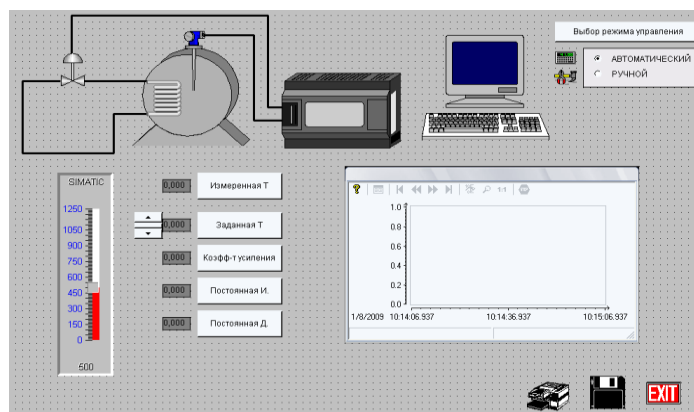 Выбор режима управления
АВТОМАТИЧЕСКИЙ
РУЧНОЙ
SIMATIC
1250
1050
900
750
600
450
300
150
0
500
0,000 Измеренная Т
0,000 Заданная Т
0,000 Коэфф-т усиления
0,000 Постоянная И.
0,000 Постоянная Д.
? 1:1
1.0
0.8
0.6
0.4
0.2
0.0
1/8/2009 10:14:06.937 10:14:36.937 10:15:06.937
EXIT